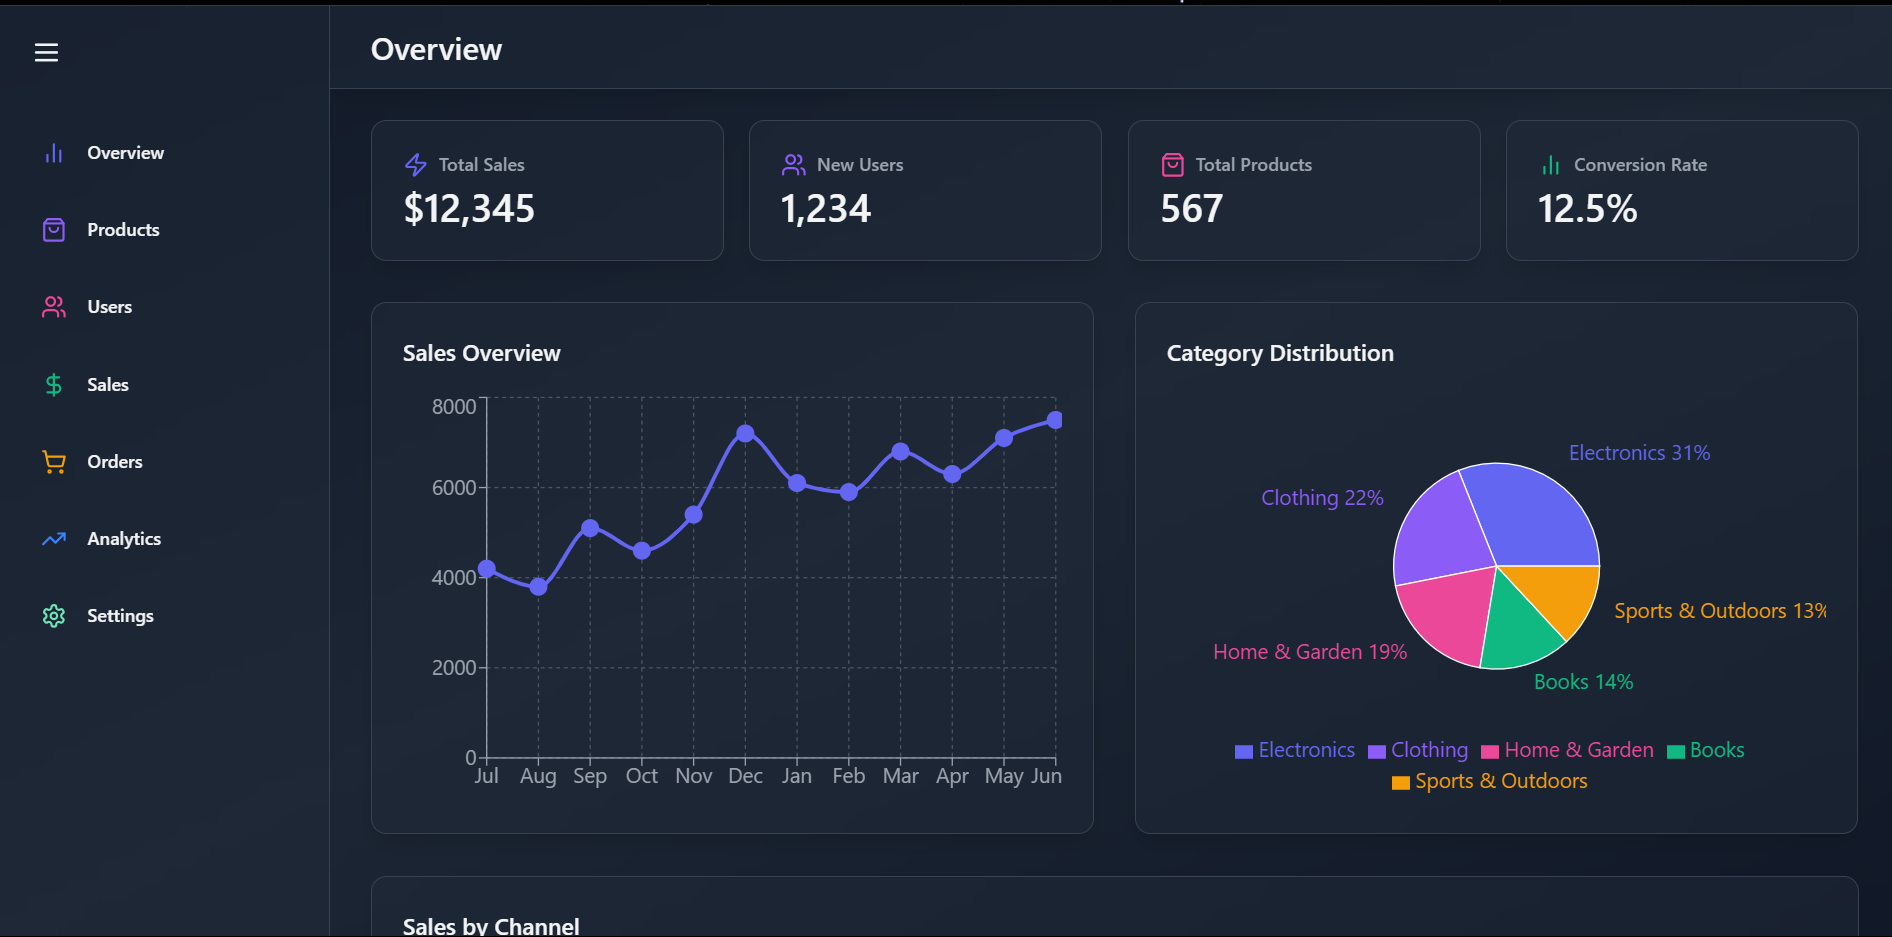 Overview
Products
Users
Sales
Orders
Analytics
Settings
Overview
Total Sales
$12,345
New Users
1,234
Total Products
567
Conversion Rate
12.5%
Sales Overview
8000
6000
4000
2000
0
Jul Aug Sep Oct Nov Dec Jan Feb Mar Apr May Jun
Category Distribution
Electronics 31%
Clothing 22%
Sports & Outdoors 13%
Home & Garden 19%
Books 14%
Electronics Clothing Home & Garden Books
Sports & Outdoors
Sales by Channel